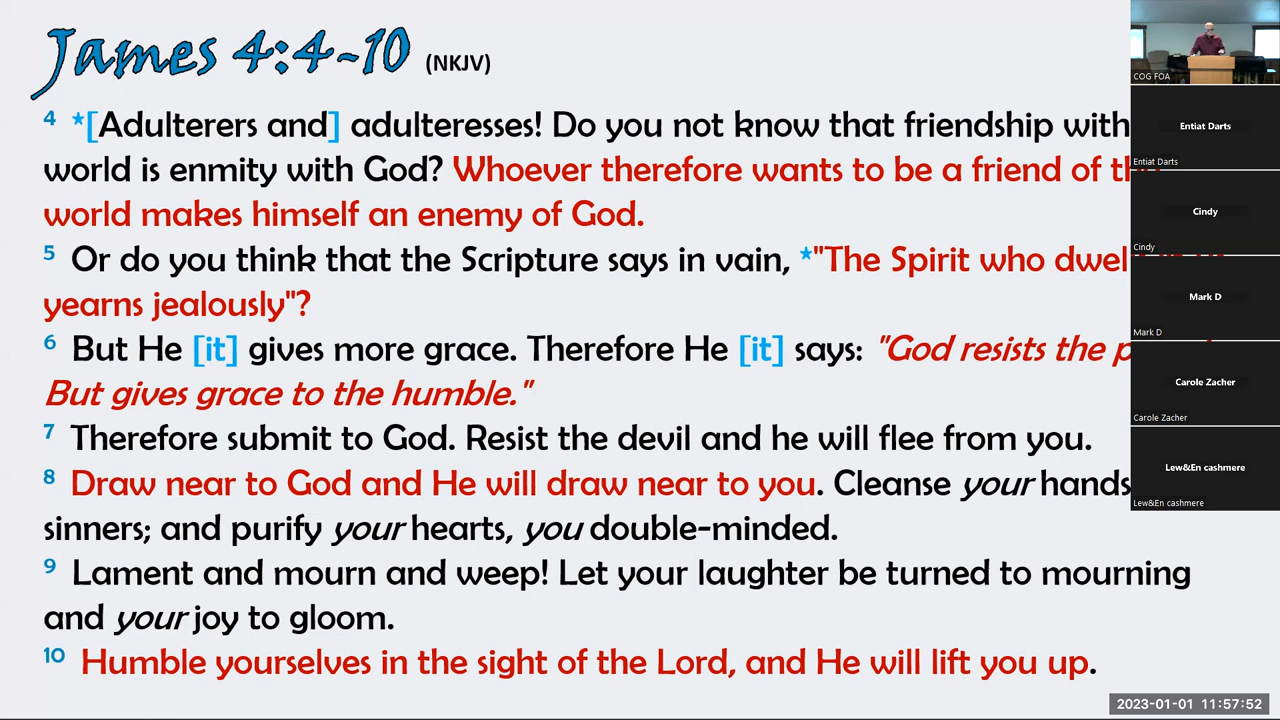 James 4:4-10 (NKJV)
4 *[Adulterers and] adulteresses! Do you not know that friendship with
world is enmity with God? Whoever therefore wants to be a friend of
world makes himself an enemy of God.
5 Or do you think that the Scripture says in vain, *"The Spirit who
yearns jealously"?
6 But He [it] gives more grace. Therefore He [it] says: "God resists the
But gives grace to the humble."
7 Therefore submit to God. Resist the devil and he will flee from you.
8 Draw near to God and He will draw near to you. Cleanse your hands
sinners; and purify your hearts, you double-minded.
9 Lament and mourn and weep! Let your laughter be turned to mourning
and your joy to gloom.
10 Humble yourselves in the sight of the Lord, and He will lift you up.
COG FOA
Entiat Darts
Entiat Darts
Cindy
Cindy
Mark D
Mark D
Carole Zacher
Carole Zacher
Lew&En cashmere
Lew&En cashmere
2023-01-01 11:57:52